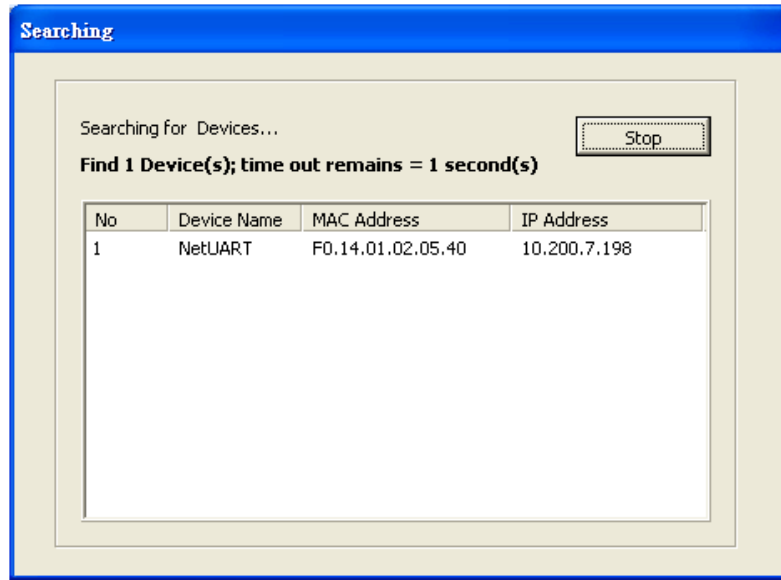 Searching
Searching for Devices...
Stop
Find 1 Device(s); time out remains = 1 second(s)
No Device Name MAC Address IP Address
1 NetUART F0.14.01.02.05.40 10.200.7.198